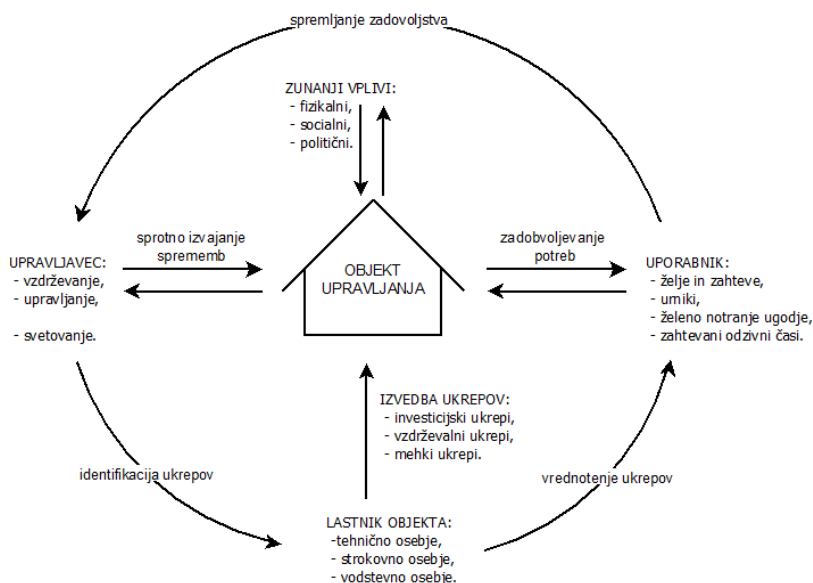 spremljanje zadovoljstva
ZUNANJI VPLIVI:
- fizikalni,
- socialni,
- politični.
sprotno izvajanje
sprememb
zadobvoljevanje
potreb
UPRAVLJAVEC:
- vzdrževanje,
- upravljanje,
- svetovanje.
OBJEKT
UPRAVLJANJA
UPORABNIK:
- želje in zahteve,
- urniki,
- želeno notranje ugodje,
- zahtevani odzivni časi.
IZVEDBA UKREPOV:
- investicijski ukrepi,
- vzdrževalni ukrepi,
- mehki ukrepi.
identifikacija ukrepov
vrednotenje ukrepov
LASTNIK OBJEKTA:
-tehnično osebje,
- strokovno osebje,
- vodstevno osebje.